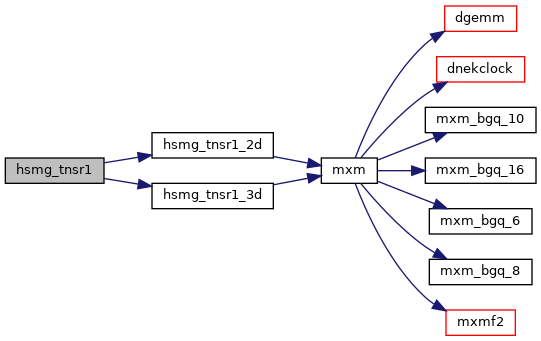 hsmg_tnsr1
hsmg_tnsr1_2d
hsmg_tnsr1_3d
mxm
dgemm
dnekclock
mxm_bgq_10
mxm_bgq_16
mxm_bgq_6
mxm_bgq_8
mxmf2